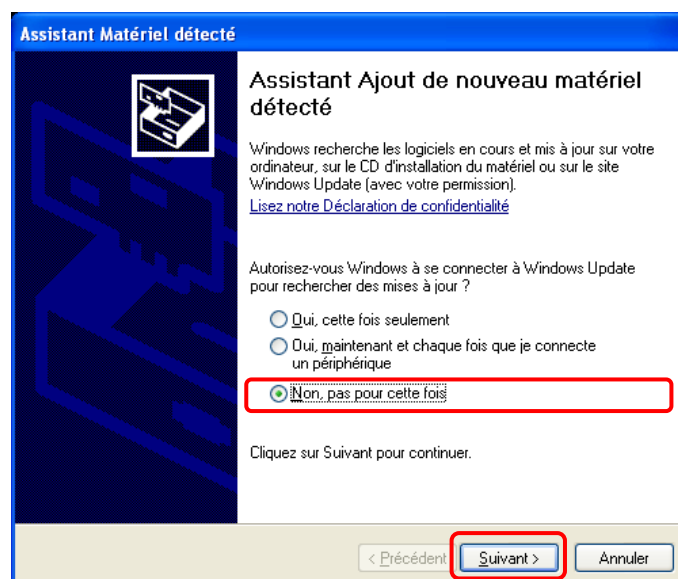 Assistant Matériel détecté
Assistant Ajout de nouveau matériel
détecté
Windows recherche les logiciels en cours et mis à jour sur votre
ordinateur, sur le CD d'installation du matériel ou sur le site
Windows Update (avec votre permission).
Lisez notre Déclaration de confidentialité
Autorisez-vous Windows à se connecter à Windows Update
pour rechercher des mises à jour ?
Oui, cette fois seulement
Oui, maintenant et chaque fois que je connecte
un périphérique
Non, pas pour cette fois
Cliquez sur Suivant pour continuer.
< Précédent Suivant > Annuler